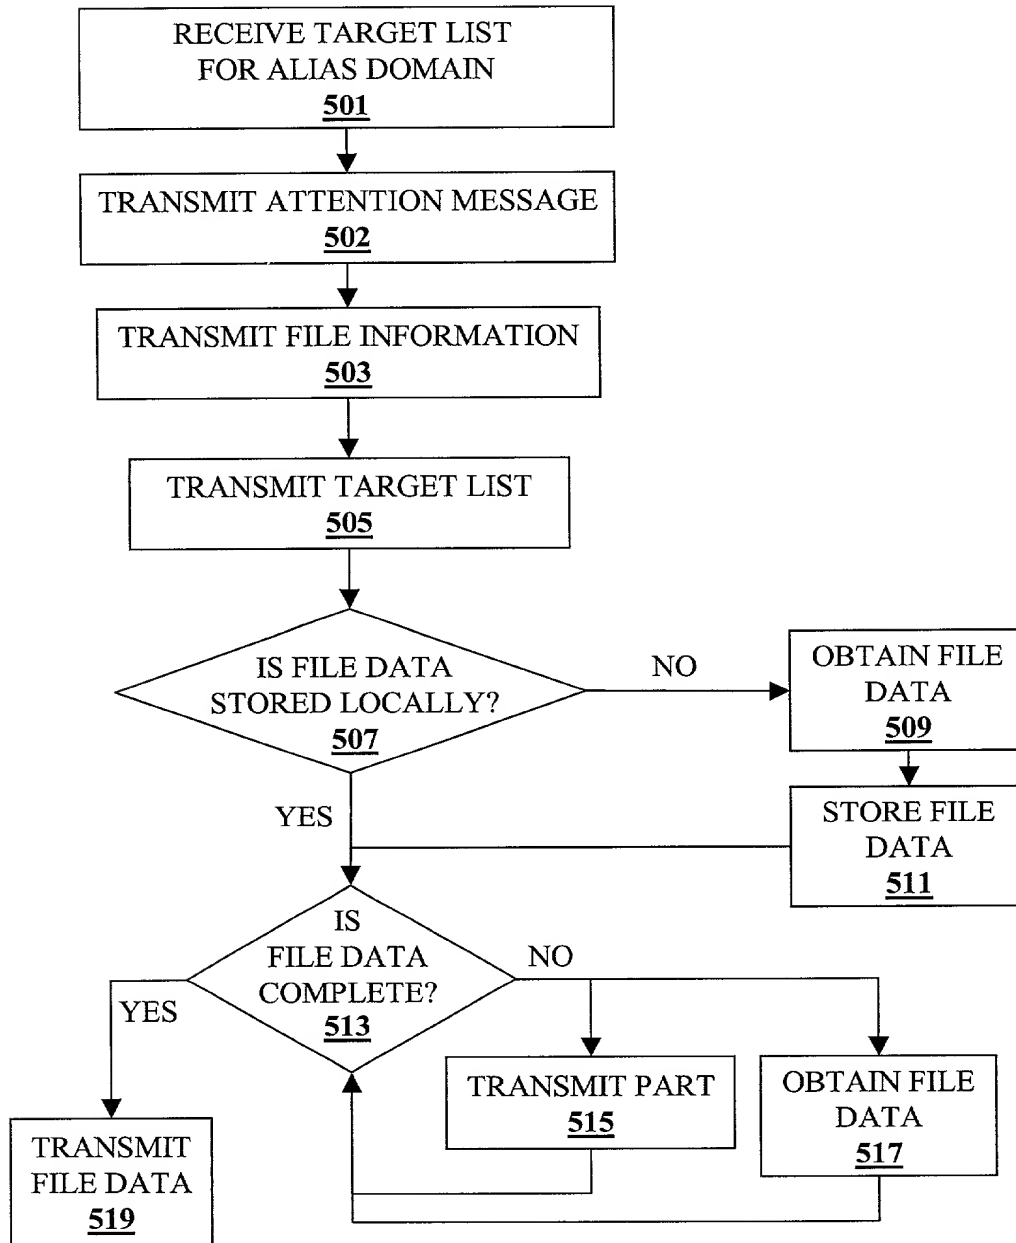 RECEIVE TARGET LIST
FOR ALIAS DOMAIN
501
TRANSMIT ATTENTION MESSAGE
502
TRANSMIT FILE INFORMATION
503
TRANSMIT TARGET LIST
505
IS FILE DATA
STORED LOCALLY?
507
NO
OBTAIN FILE
DATA
509
YES
STORE FILE
DATA
511
IS
FILE DATA
COMPLETE?
513
NO
YES
TRANSMIT PART
515
OBTAIN FILE
DATA
517
TRANSMIT
FILE DATA
519